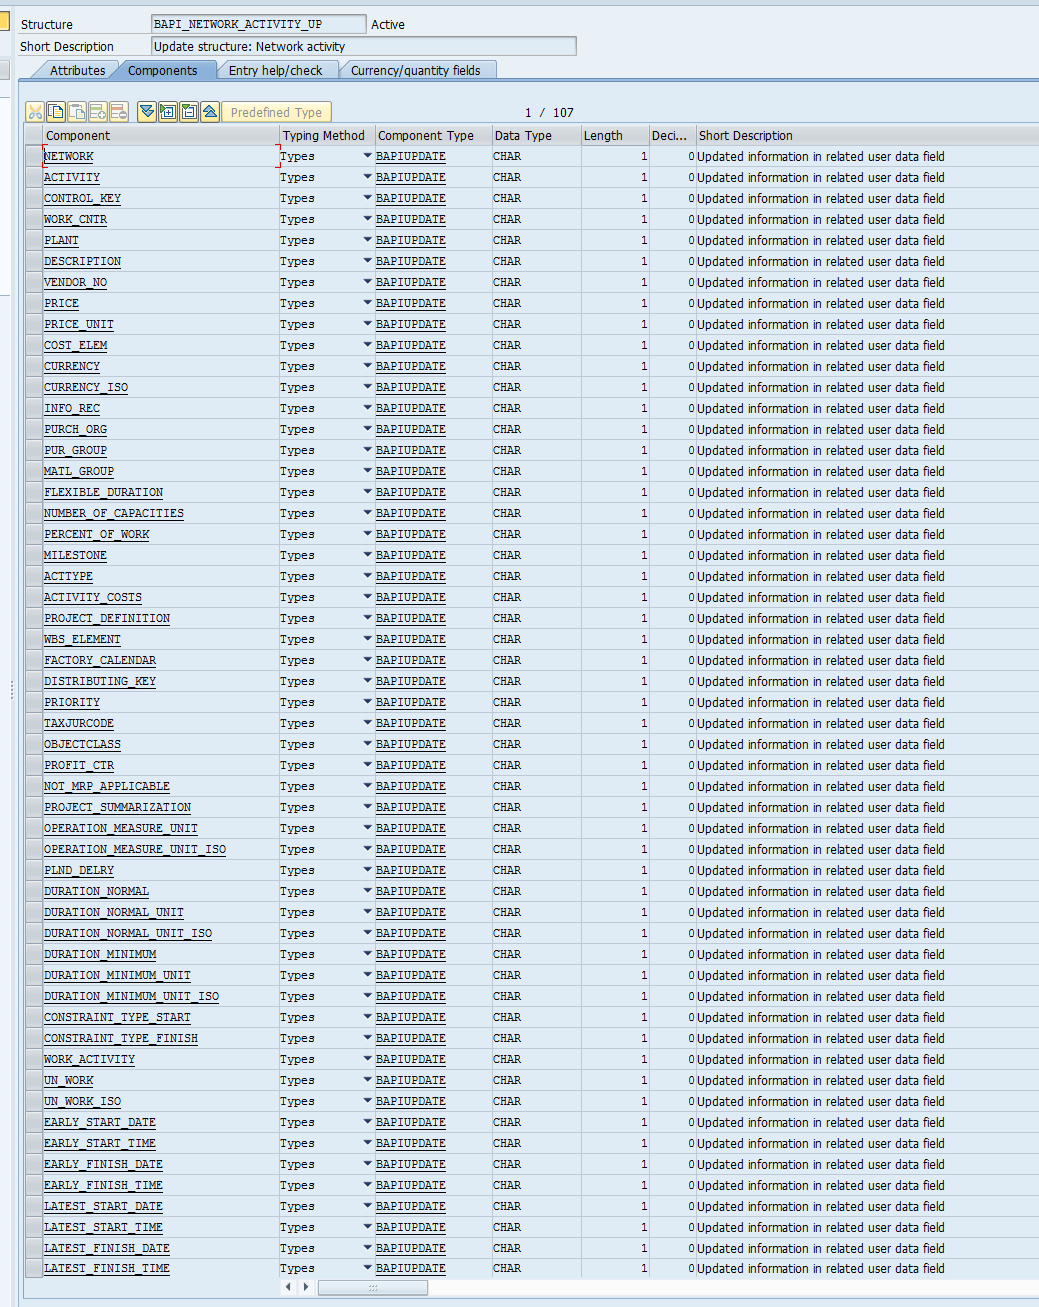 Structure BAPI_NETWORK_ACTIVITY_UP Active
Short Description Update structure: Network activity
Attributes Components Entry help/check Currency/quantity fields
Predefined Type 1 / 107
Component Typing Method Component Type Data Type Length Deci... Short Description
NETWORK Types BAPIUPDATE CHAR 1 0 Updated information in related user data field
ACTIVITY Types BAPIUPDATE CHAR 1 0 Updated information in related user data field
CONTROL_KEY Types BAPIUPDATE CHAR 1 0 Updated information in related user data field
WORK_CNTR Types BAPIUPDATE CHAR 1 0 Updated information in related user data field
PLANT Types BAPIUPDATE CHAR 1 0 Updated information in related user data field
DESCRIPTION Types BAPIUPDATE CHAR 1 0 Updated information in related user data field
VENDOR_NO Types BAPIUPDATE CHAR 1 0 Updated information in related user data field
PRICE Types BAPIUPDATE CHAR 1 0 Updated information in related user data field
PRICE_UNIT Types BAPIUPDATE CHAR 1 0 Updated information in related user data field
COST_ELEM Types BAPIUPDATE CHAR 1 0 Updated information in related user data field
CURRENCY Types BAPIUPDATE CHAR 1 0 Updated information in related user data field
CURRENCY_ISO Types BAPIUPDATE CHAR 1 0 Updated information in related user data field
INFO_REC Types BAPIUPDATE CHAR 1 0 Updated information in related user data field
PURCH_ORG Types BAPIUPDATE CHAR 1 0 Updated information in related user data field
PUR_GROUP Types BAPIUPDATE CHAR 1 0 Updated information in related user data field
MATL_GROUP Types BAPIUPDATE CHAR 1 0 Updated information in related user data field
FLEXIBLE_DURATION Types BAPIUPDATE CHAR 1 0 Updated information in related user data field
NUMBER_OF_CAPACITIES Types BAPIUPDATE CHAR 1 0 Updated information in related user data field
PERCENT_OF_WORK Types BAPIUPDATE CHAR 1 0 Updated information in related user data field
MILESTONE Types BAPIUPDATE CHAR 1 0 Updated information in related user data field
ACTTYPE Types BAPIUPDATE CHAR 1 0 Updated information in related user data field
ACTIVITY_COSTS Types BAPIUPDATE CHAR 1 0 Updated information in related user data field
PROJECT_DEFINITION Types BAPIUPDATE CHAR 1 0 Updated information in related user data field
WBS_ELEMENT Types BAPIUPDATE CHAR 1 0 Updated information in related user data field
FACTORY_CALENDAR Types BAPIUPDATE CHAR 1 0 Updated information in related user data field
DISTRIBUTING_KEY Types BAPIUPDATE CHAR 1 0 Updated information in related user data field
PRIORITY Types BAPIUPDATE CHAR 1 0 Updated information in related user data field
TAXJURCODE Types BAPIUPDATE CHAR 1 0 Updated information in related user data field
OBJECTCLASS Types BAPIUPDATE CHAR 1 0 Updated information in related user data field
PROFIT_CTR Types BAPIUPDATE CHAR 1 0 Updated information in related user data field
NOT_MRP_APPLICABLE Types BAPIUPDATE CHAR 1 0 Updated information in related user data field
PROJECT_SUMMARIZATION Types BAPIUPDATE CHAR 1 0 Updated information in related user data field
OPERATION_MEASURE_UNIT Types BAPIUPDATE CHAR 1 0 Updated information in related user data field
OPERATION_MEASURE_UNIT_ISO Types BAPIUPDATE CHAR 1 0 Updated information in related user data field
PLND_DELRY Types BAPIUPDATE CHAR 1 0 Updated information in related user data field
DURATION_NORMAL Types BAPIUPDATE CHAR 1 0 Updated information in related user data field
DURATION_NORMAL_UNIT Types BAPIUPDATE CHAR 1 0 Updated information in related user data field
DURATION_NORMAL_UNIT_ISO Types BAPIUPDATE CHAR 1 0 Updated information in related user data field
DURATION_MINIMUM Types BAPIUPDATE CHAR 1 0 Updated information in related user data field
DURATION_MINIMUM_UNIT Types BAPIUPDATE CHAR 1 0 Updated information in related user data field
DURATION_MINIMUM_UNIT_ISO Types BAPIUPDATE CHAR 1 0 Updated information in related user data field
CONSTRAINT_TYPE_START Types BAPIUPDATE CHAR 1 0 Updated information in related user data field
CONSTRAINT_TYPE_FINISH Types BAPIUPDATE CHAR 1 0 Updated information in related user data field
WORK_ACTIVITY Types BAPIUPDATE CHAR 1 0 Updated information in related user data field
UN_WORK Types BAPIUPDATE CHAR 1 0 Updated information in related user data field
UN_WORK_ISO Types BAPIUPDATE CHAR 1 0 Updated information in related user data field
EARLY_START_DATE Types BAPIUPDATE CHAR 1 0 Updated information in related user data field
EARLY_START_TIME Types BAPIUPDATE CHAR 1 0 Updated information in related user data field
EARLY_FINISH_DATE Types BAPIUPDATE CHAR 1 0 Updated information in related user data field
EARLY_FINISH_TIME Types BAPIUPDATE CHAR 1 0 Updated information in related user data field
LATEST_START_DATE Types BAPIUPDATE CHAR 1 0 Updated information in related user data field
LATEST_START_TIME Types BAPIUPDATE CHAR 1 0 Updated information in related user data field
LATEST_FINISH_DATE Types BAPIUPDATE CHAR 1 0 Updated information in related user data field
LATEST_FINISH_TIME Types BAPIUPDATE CHAR 1 0 Updated information in related user data field